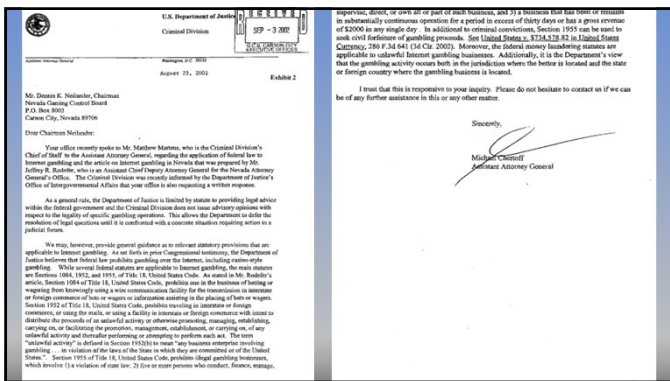 U.S. Department of Justice
Criminal Division
RECEIVED
SEP - 3 2002
G.C.B. CARSON CITY
EXECUTIVE OFFICES
Assistant Attorney General
Washington, D.C. 20530
August 23, 2002
Exhibit 2
Mr. Dennis K. Neilander, Chairman
Nevada Gaming Control Board
P.O. Box 8003
Carson City, Nevada 89706
Dear Chairman Neilander:
Your office recently spoke to Mr. Matthew Martens, who is the Criminal Division's
Chief of Staff to the Assistant Attorney General, regarding the application of federal law to
Internet gambling and the article on Internet gambling in Nevada that was prepared by Mr.
Jeffrey R. Rodefer, who is an Assistant Chief Deputy Attorney General for the Nevada Attorney
General's Office. The Criminal Division was recently informed by the Department of Justice's
Office of Intergovernmental Affairs that your office is also requesting a written response.
As a general rule, the Department of Justice is limited by statute to providing legal advice
within the federal government and the Criminal Division does not issue advisory opinions with
respect to the legality of specific gambling operations. This allows the Department to defer the
resolution of legal questions until it is confronted with a concrete situation requiring action in a
judicial forum.
We may, however, provide general guidance as to relevant statutory provisions that are
applicable to Internet gambling. As set forth in prior Congressional testimony, the Department of
Justice believes that federal law prohibits gambling over the Internet, including casino-style
gambling. While several federal statutes are applicable to Internet gambling, the main statutes
are Sections 1084, 1952, and 1955, of Title 18, United States Code. As stated in Mr. Rodefer's
article, Section 1084 of Title 18, United States Code, prohibits one in the business of betting or
wagering from knowingly using a wire communication facility for the transmission in interstate
or foreign commerce of bets or wagers or information assisting in the placing of bets or wagers.
Section 1952 of Title 18, United States Code, prohibits traveling in interstate or foreign
commerce, or using the mails, or using a facility in interstate or foreign commerce with intent to
distribute the proceeds of an unlawful activity or otherwise promoting, managing, establishing,
carrying on, or facilitating the promotion, management, establishment, or carrying on, of any
unlawful activity and thereafter performing or attempting to perform such act. The term
"unlawful activity" is defined in Section 1952(b) to mean "any business enterprise involving
gambling . . . in violation of the laws of the State in which they are committed or of the United
States.". Section 1955 of Title 18, United States Code, prohibits illegal gambling businesses,
which involve 1) a violation of state law, 2) five or more persons who conduct, finance, manage,
supervise, direct, or own all or part of such business, and 3) a business that has been or remains
in substantially continuous operation for a period in excess of thirty days or has a gross revenue
of $2000 in any single day. In addition to criminal convictions, Section 1955 can be used to
seek civil forfeiture of gambling proceeds. See United States v. $734,578.82 in United States
Currency, 286 F.3d 641 (3d Cir. 2002). Moreover, the federal money laundering statutes are
applicable to unlawful Internet gambling businesses. Additionally, it is the Department's view
that the gambling activity occurs both in the jurisdiction where the bettor is located and the state
or foreign country where the gambling business is located.
I trust that this is responsive to your inquiry. Please do not hesitate to contact us if we can
be of any further assistance in this or any other matter.
Sincerely,
Michael Chertoff
Assistant Attorney General